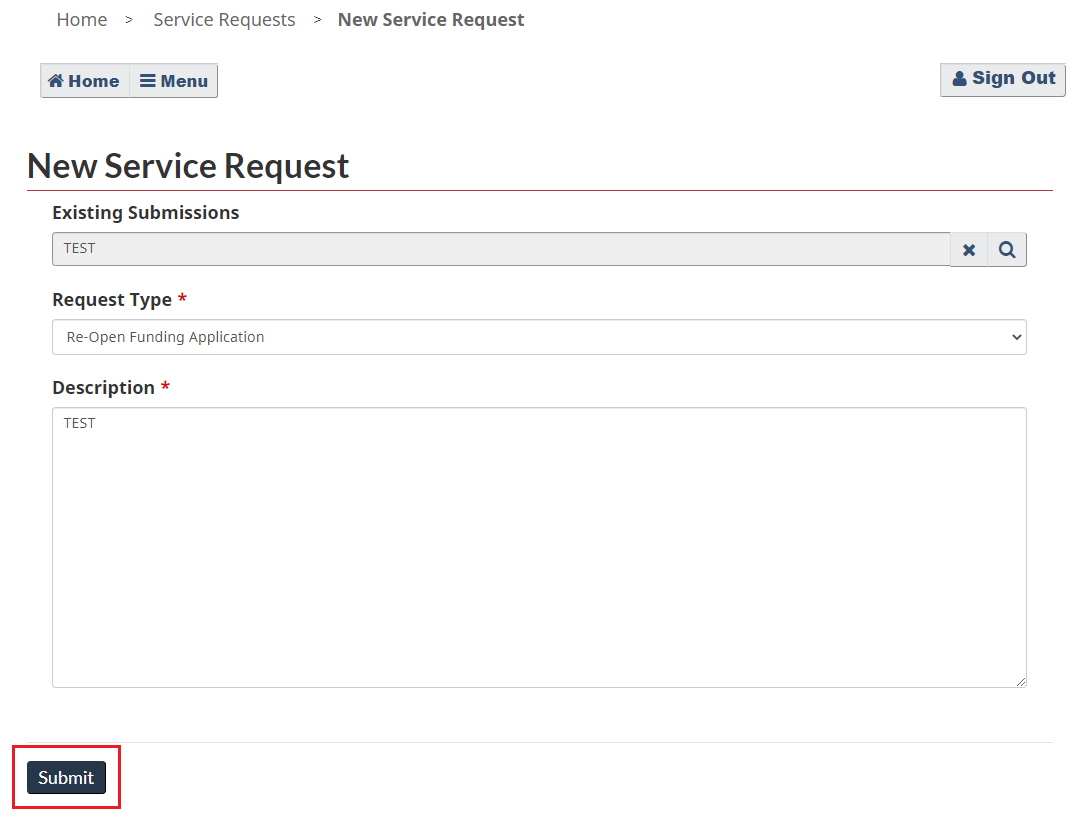 Home > Service Requests > New Service Request
Home Menu Sign Out
New Service Request
Existing Submissions
TEST
Request Type *
Re-Open Funding Application
Description *
TEST
Submit